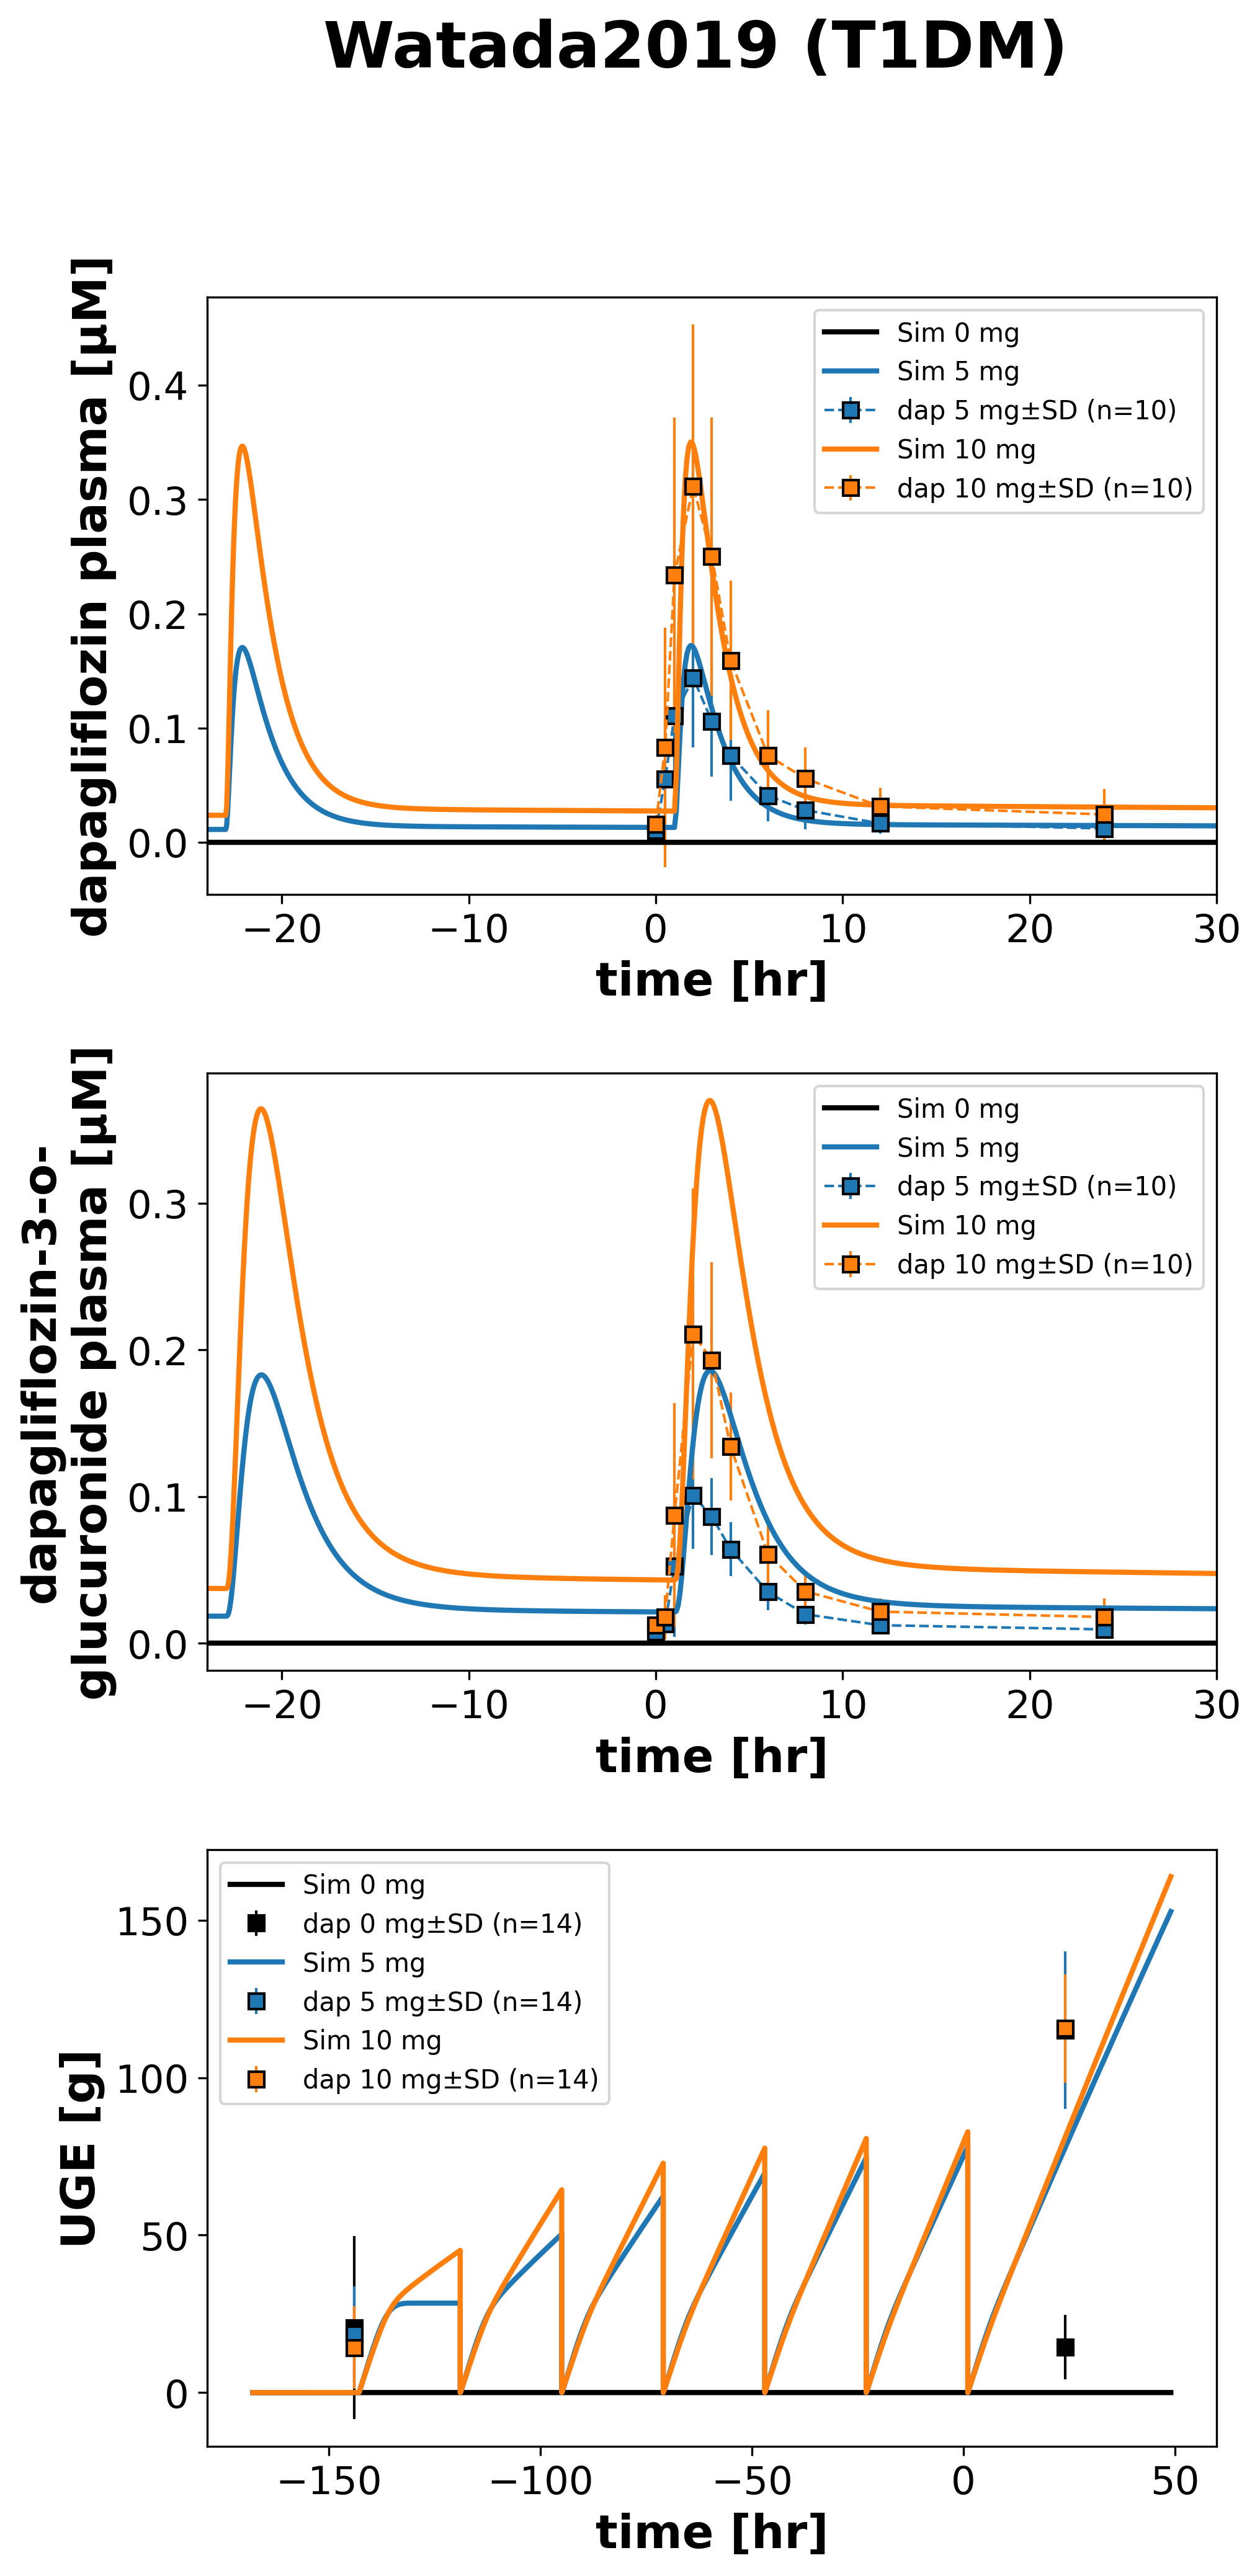 Watada2019 (T1DM)
dapagliflozin plasma [µM]
0.4
0.3
0.2
0.1
0.0
Sim 0 mg
Sim 5 mg
dap 5 mg±SD (n=10)
Sim 10 mg
dap 10 mg±SD (n=10)
−20
−10
0
10
20
30
time [hr]
dapagliflozin-3-o-
glucuronide plasma [µM]
0.3
0.2
0.1
0.0
Sim 0 mg
Sim 5 mg
dap 5 mg±SD (n=10)
Sim 10 mg
dap 10 mg±SD (n=10)
−20
−10
0
10
20
30
time [hr]
UGE [g]
150
100
50
0
Sim 0 mg
dap 0 mg±SD (n=14)
Sim 5 mg
dap 5 mg±SD (n=14)
Sim 10 mg
dap 10 mg±SD (n=14)
−150
−100
−50
0
50
time [hr]